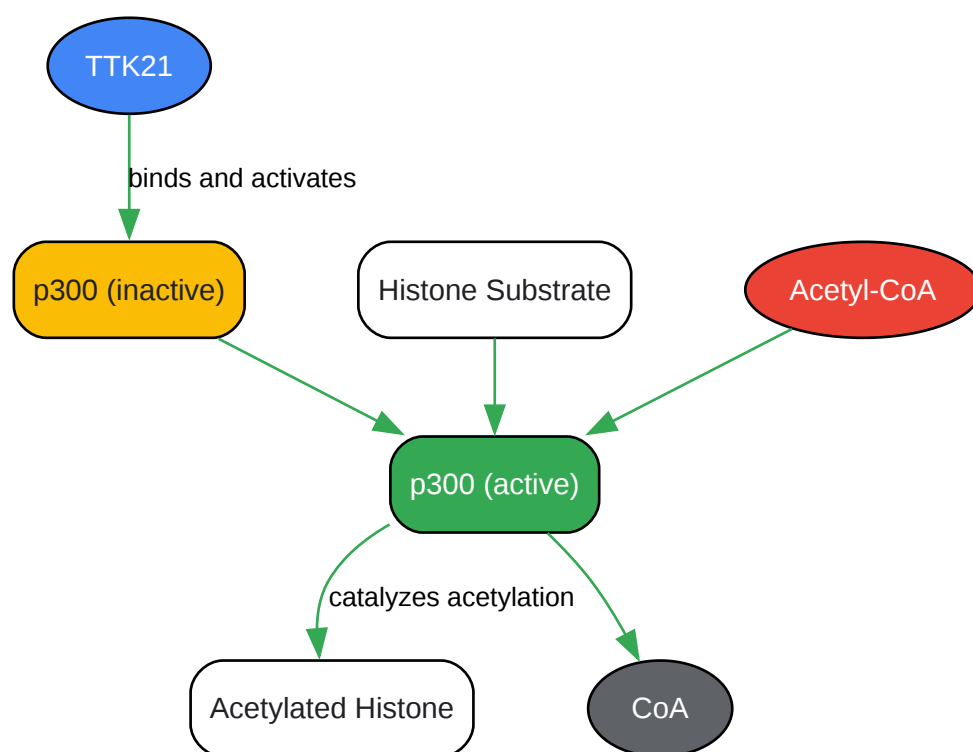 TTK21
binds and activates
p300 (inactive)
Histone Substrate
Acetyl-CoA
p300 (active)
catalyzes acetylation
Acetylated Histone
CoA